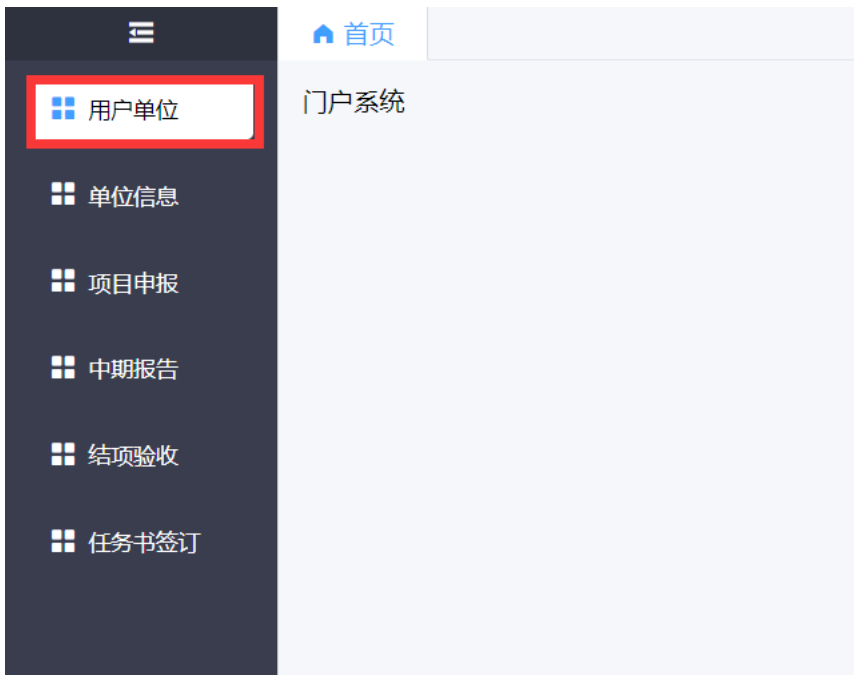 首页
用户单位
门户系统
单位信息
项目申报
中期报告
结项验收
任务书签订